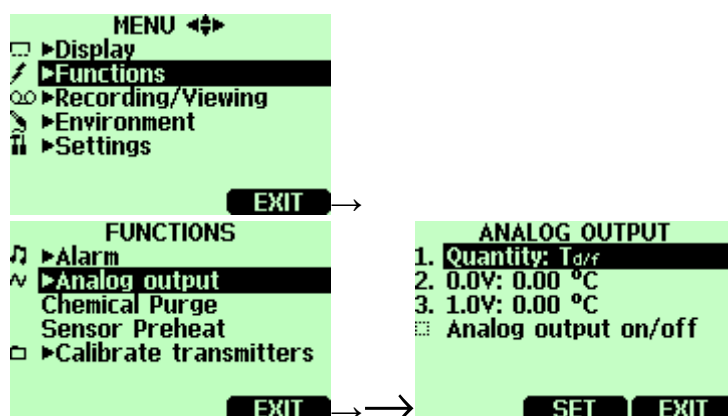 MENU
►Display
►Functions
►Recording/Viewing
►Environment
►Settings
EXIT →
FUNCTIONS
►Alarm
►Analog output
Chemical Purge
Sensor Preheat
►Calibrate transmitters
EXIT → →
ANALOG OUTPUT
1. Quantity: Td/f
2. 0.0V: 0.00 °C
3. 1.0V: 0.00 °C
Analog output on/off
SET EXIT